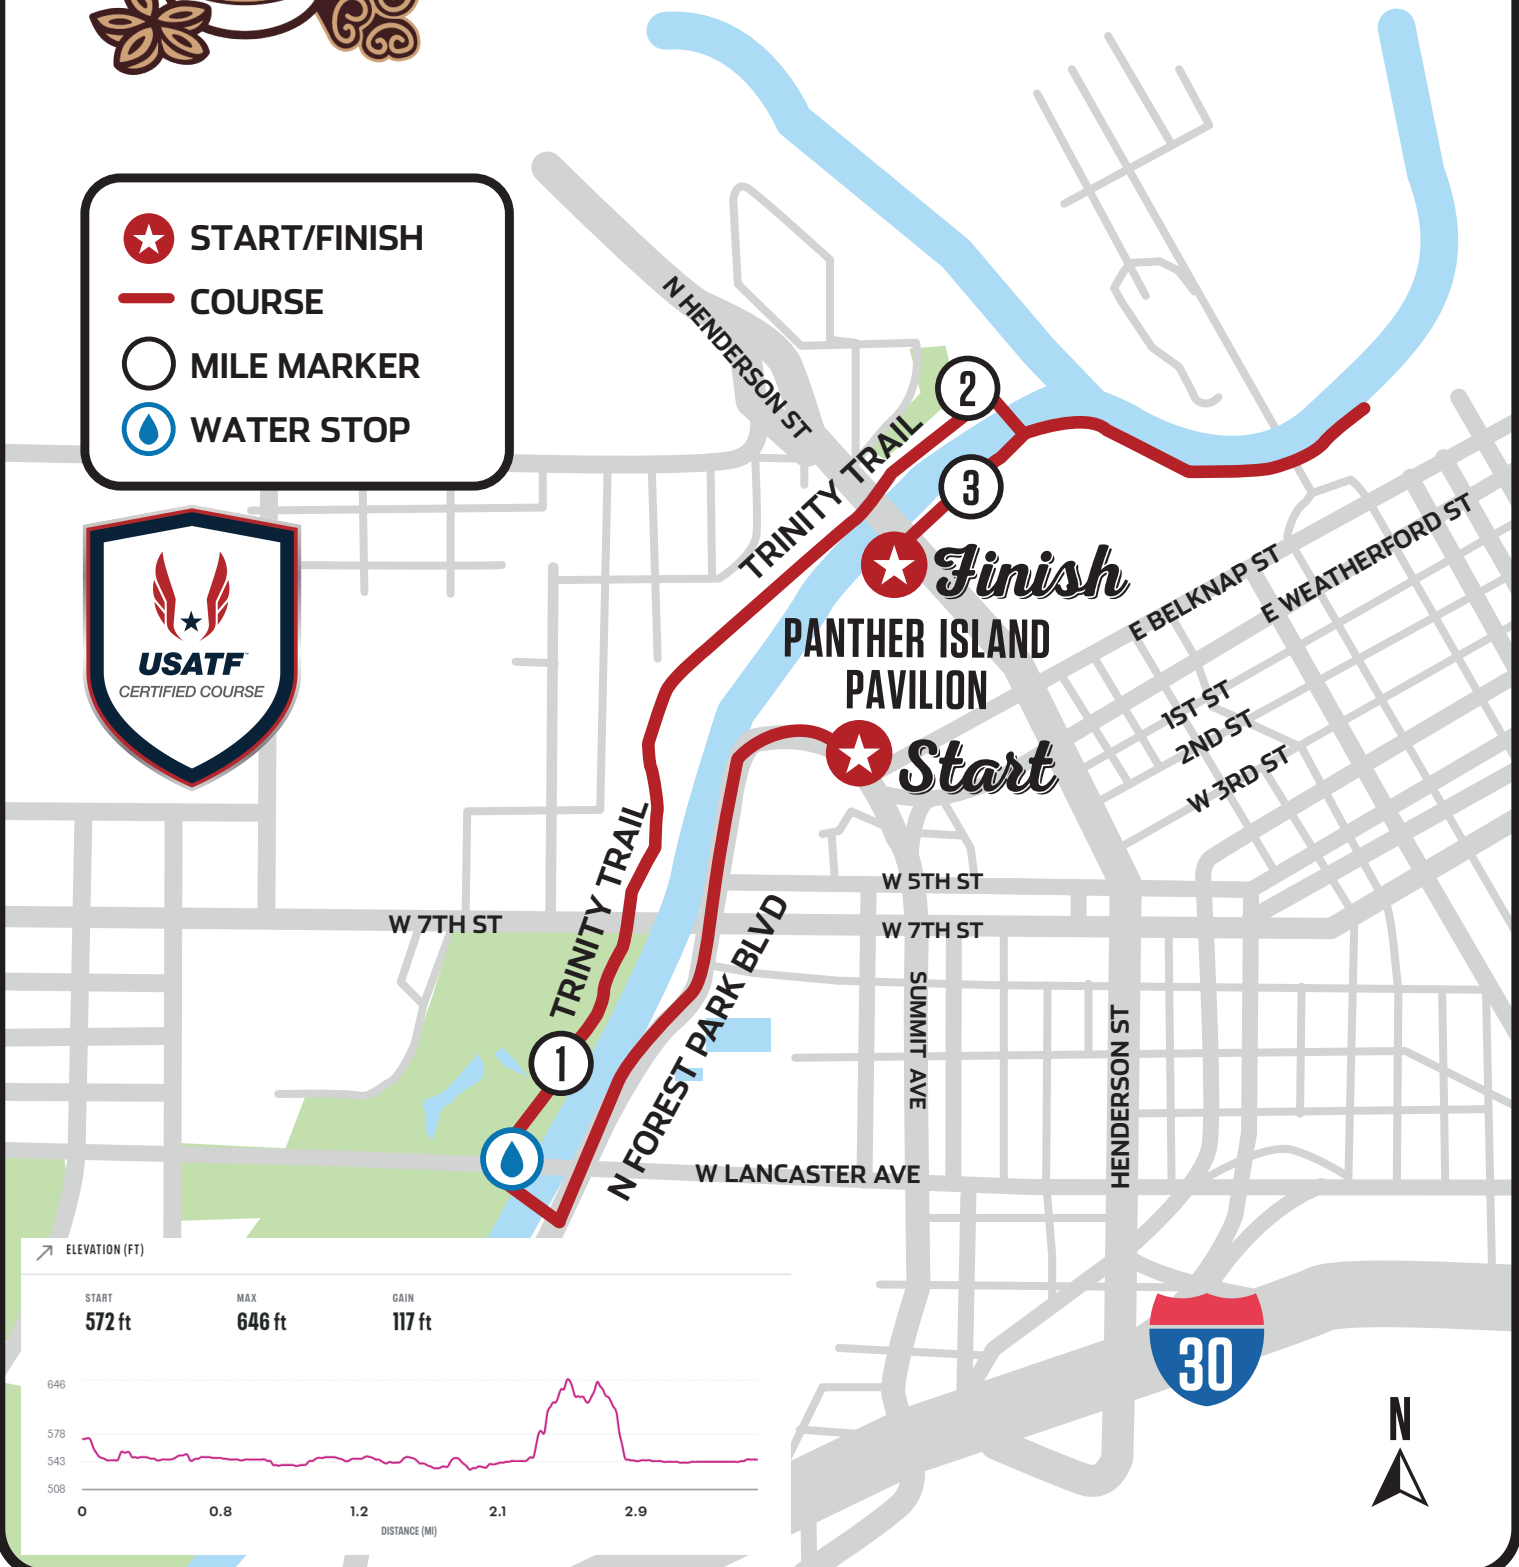 START/FINISH
COURSE
MILE MARKER
WATER STOP
USATF
CERTIFIED COURSE
N HENDERSON ST
TRINITY TRAIL
2
3
Finish
PANTHER ISLAND
PAVILION
Start
E BELKNAP ST
E WEATHERFORD ST
1ST ST
2ND ST
W 3RD ST
TRINITY TRAIL
W 5TH ST
W 7TH ST
W 7TH ST
N FOREST PARK BLVD
SUMMIT AVE
HENDERSON ST
1
W LANCASTER AVE
30
N
ELEVATION (FT)
START
MAX
GAIN
572 ft
646 ft
117 ft
646
578
543
508
0
0.8
1.2
2.1
2.9
DISTANCE (MI)